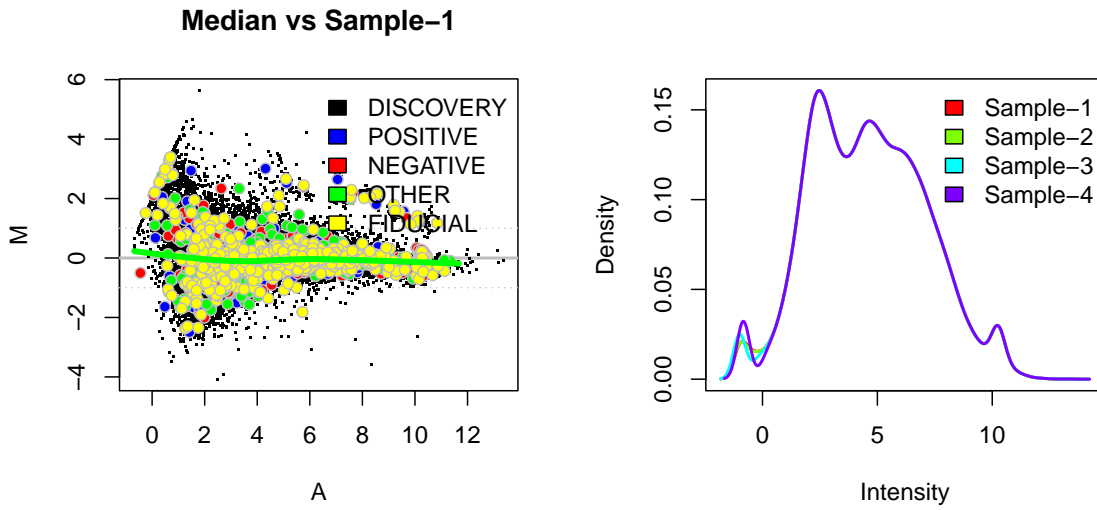 Median vs Sample−1
M
6
4
2
0
−2
−4
0 2 4 6 8 10 12
A
DISCOVERY
POSITIVE
NEGATIVE
OTHER
FIDUCIAL
Density
0.15
0.10
0.05
0.00
0 5 10
Intensity
Sample−1
Sample−2
Sample−3
Sample−4